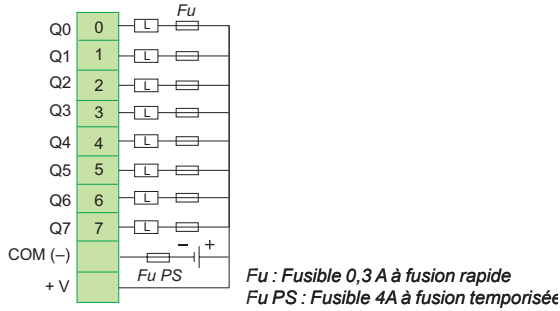 Fu
Q0 0 L
Q1 1 L
Q2 2 L
Q3 3 L
Q4 4 L
Q5 5 L
Q6 6 L
Q7 7 L
COM (–) – +
Fu PS
+ V
Fu : Fusible 0,3 A à fusion rapide
Fu PS : Fusible 4A à fusion temporisée